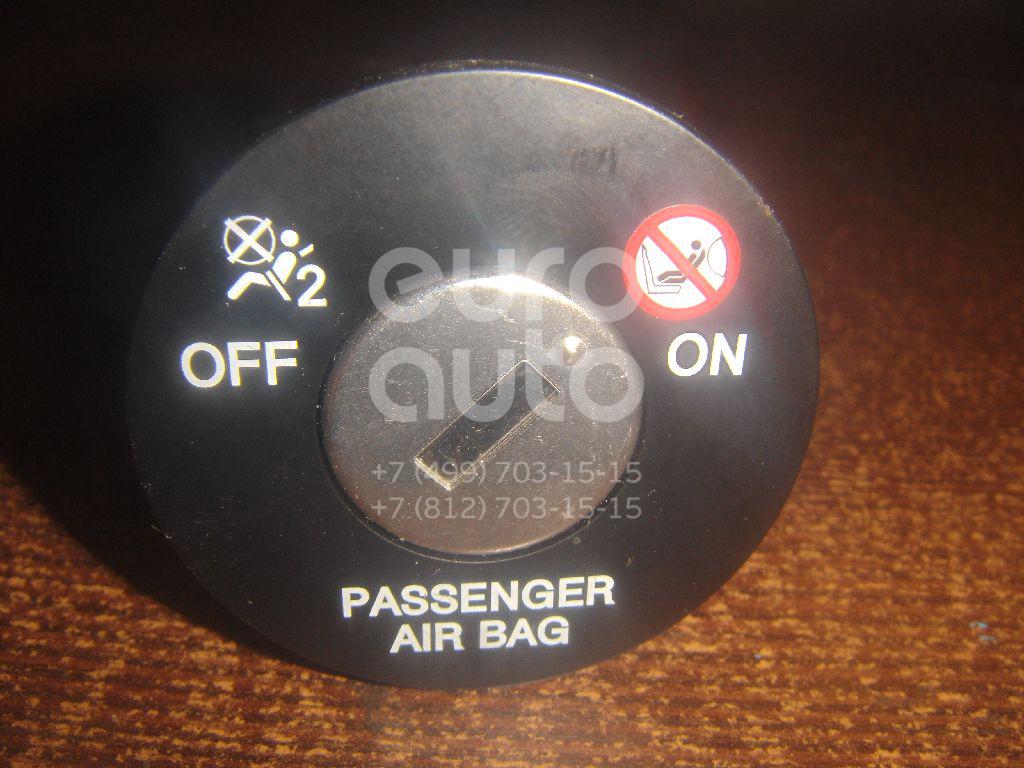 2
OFF
ON
euro
auto
+7 (499) 703-15-15
+7 (812) 703-15-15
PASSENGER
AIR BAG